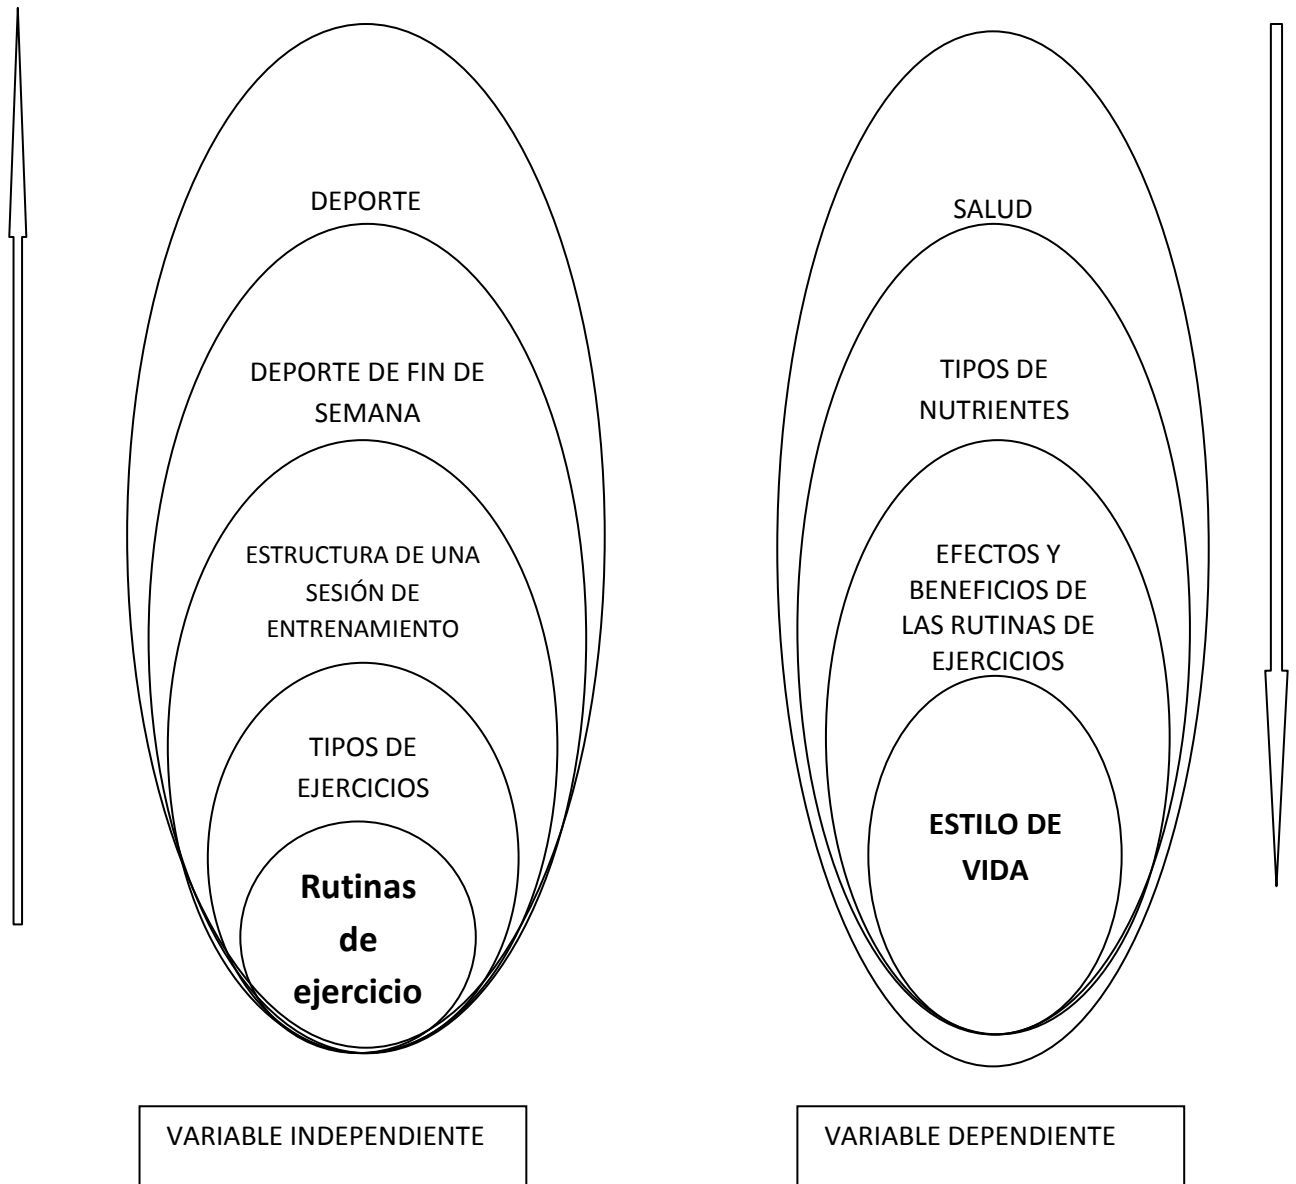 DEPORTE
DEPORTE DE FIN DE
SEMANA
ESTRUCTURA DE UNA
SESIÓN DE
ENTRENAMIENTO
TIPOS DE
EJERCICIOS
Rutinas
de
ejercicio
VARIABLE INDEPENDIENTE
SALUD
TIPOS DE
NUTRIENTES
EFECTOS Y
BENEFICIOS DE
LAS RUTINAS DE
EJERCICIOS
ESTILO DE
VIDA
VARIABLE DEPENDIENTE